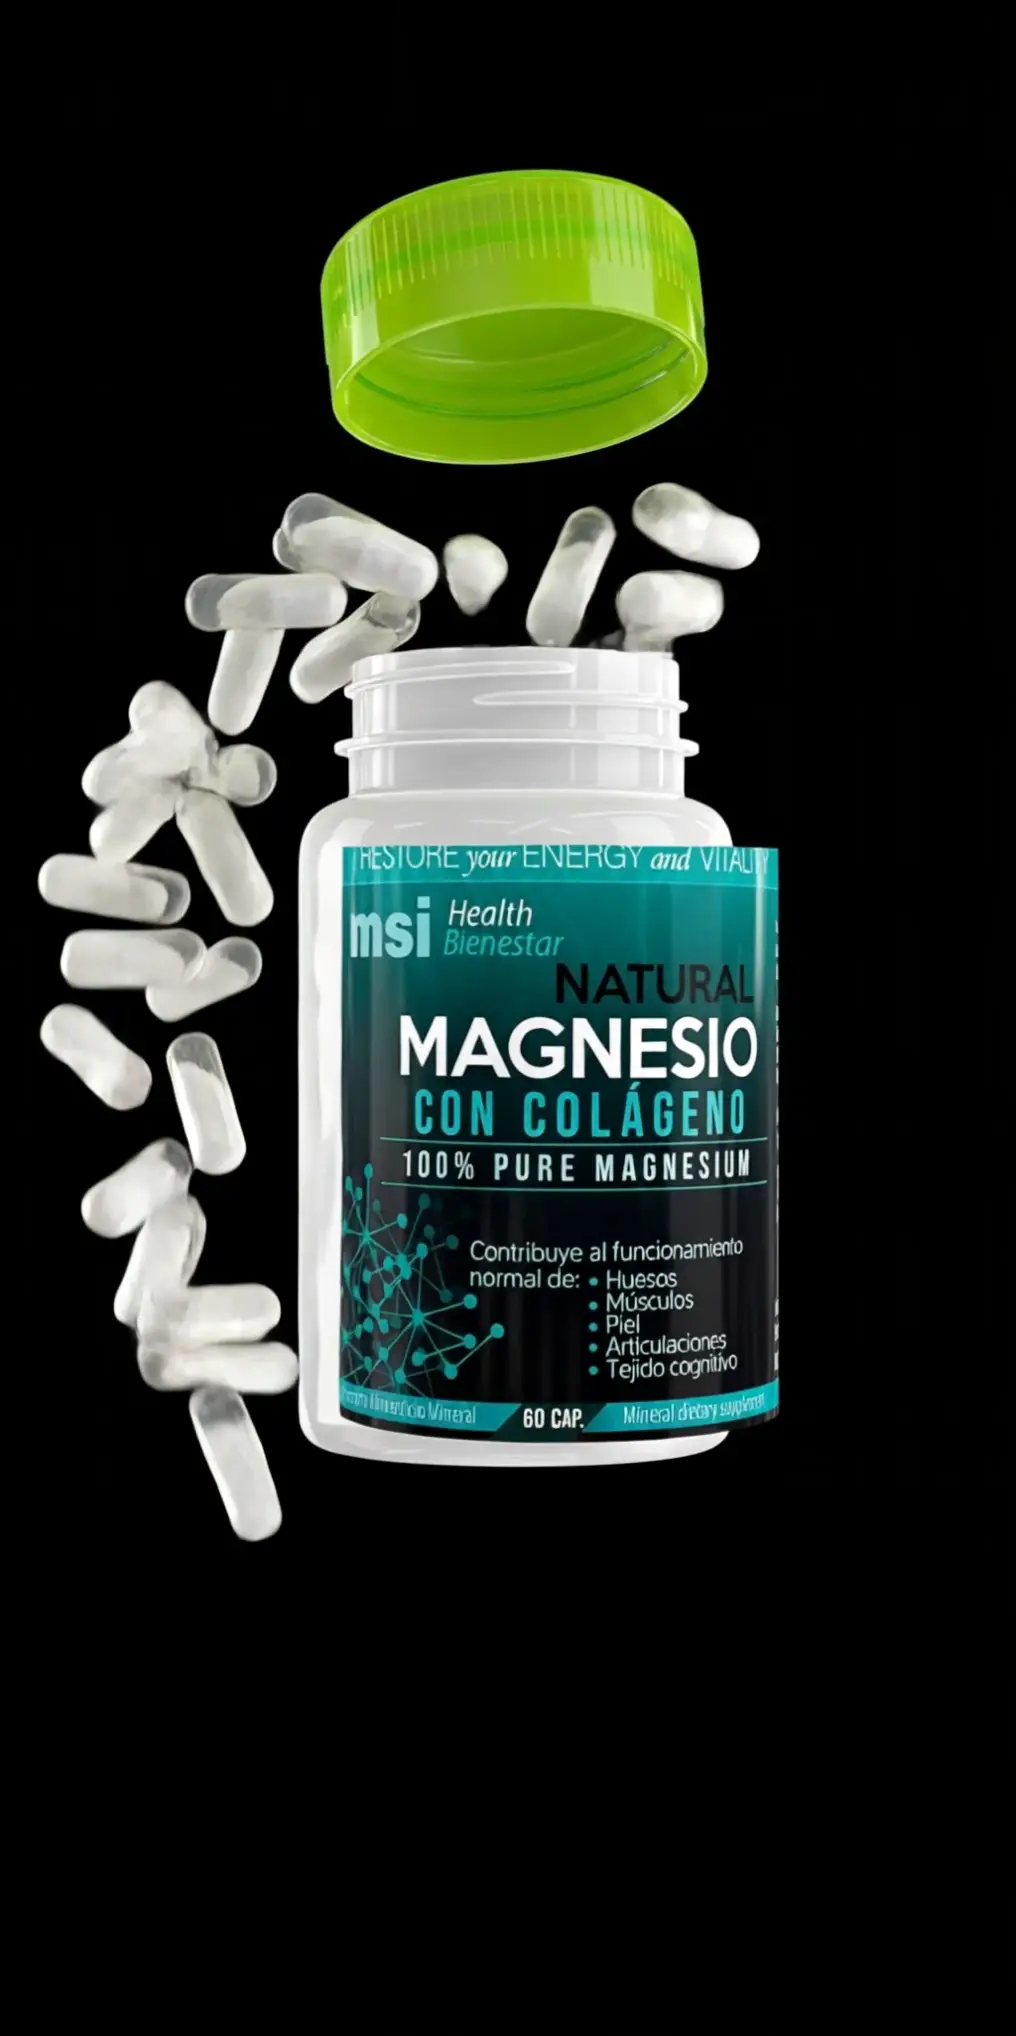 RESTORE your ENERGY and VITALITY
msi Health
Bienestar
NATURAL
MAGNESIO
CON COLÁGENO
100% PURE MAGNESIUM
Contribuye al funcionamiento
normal de: • Huesos
• Músculos
• Piel
• Articulaciones
• Tejido cognitivo
Mineral 60 CAP. Mineral dietary supplement